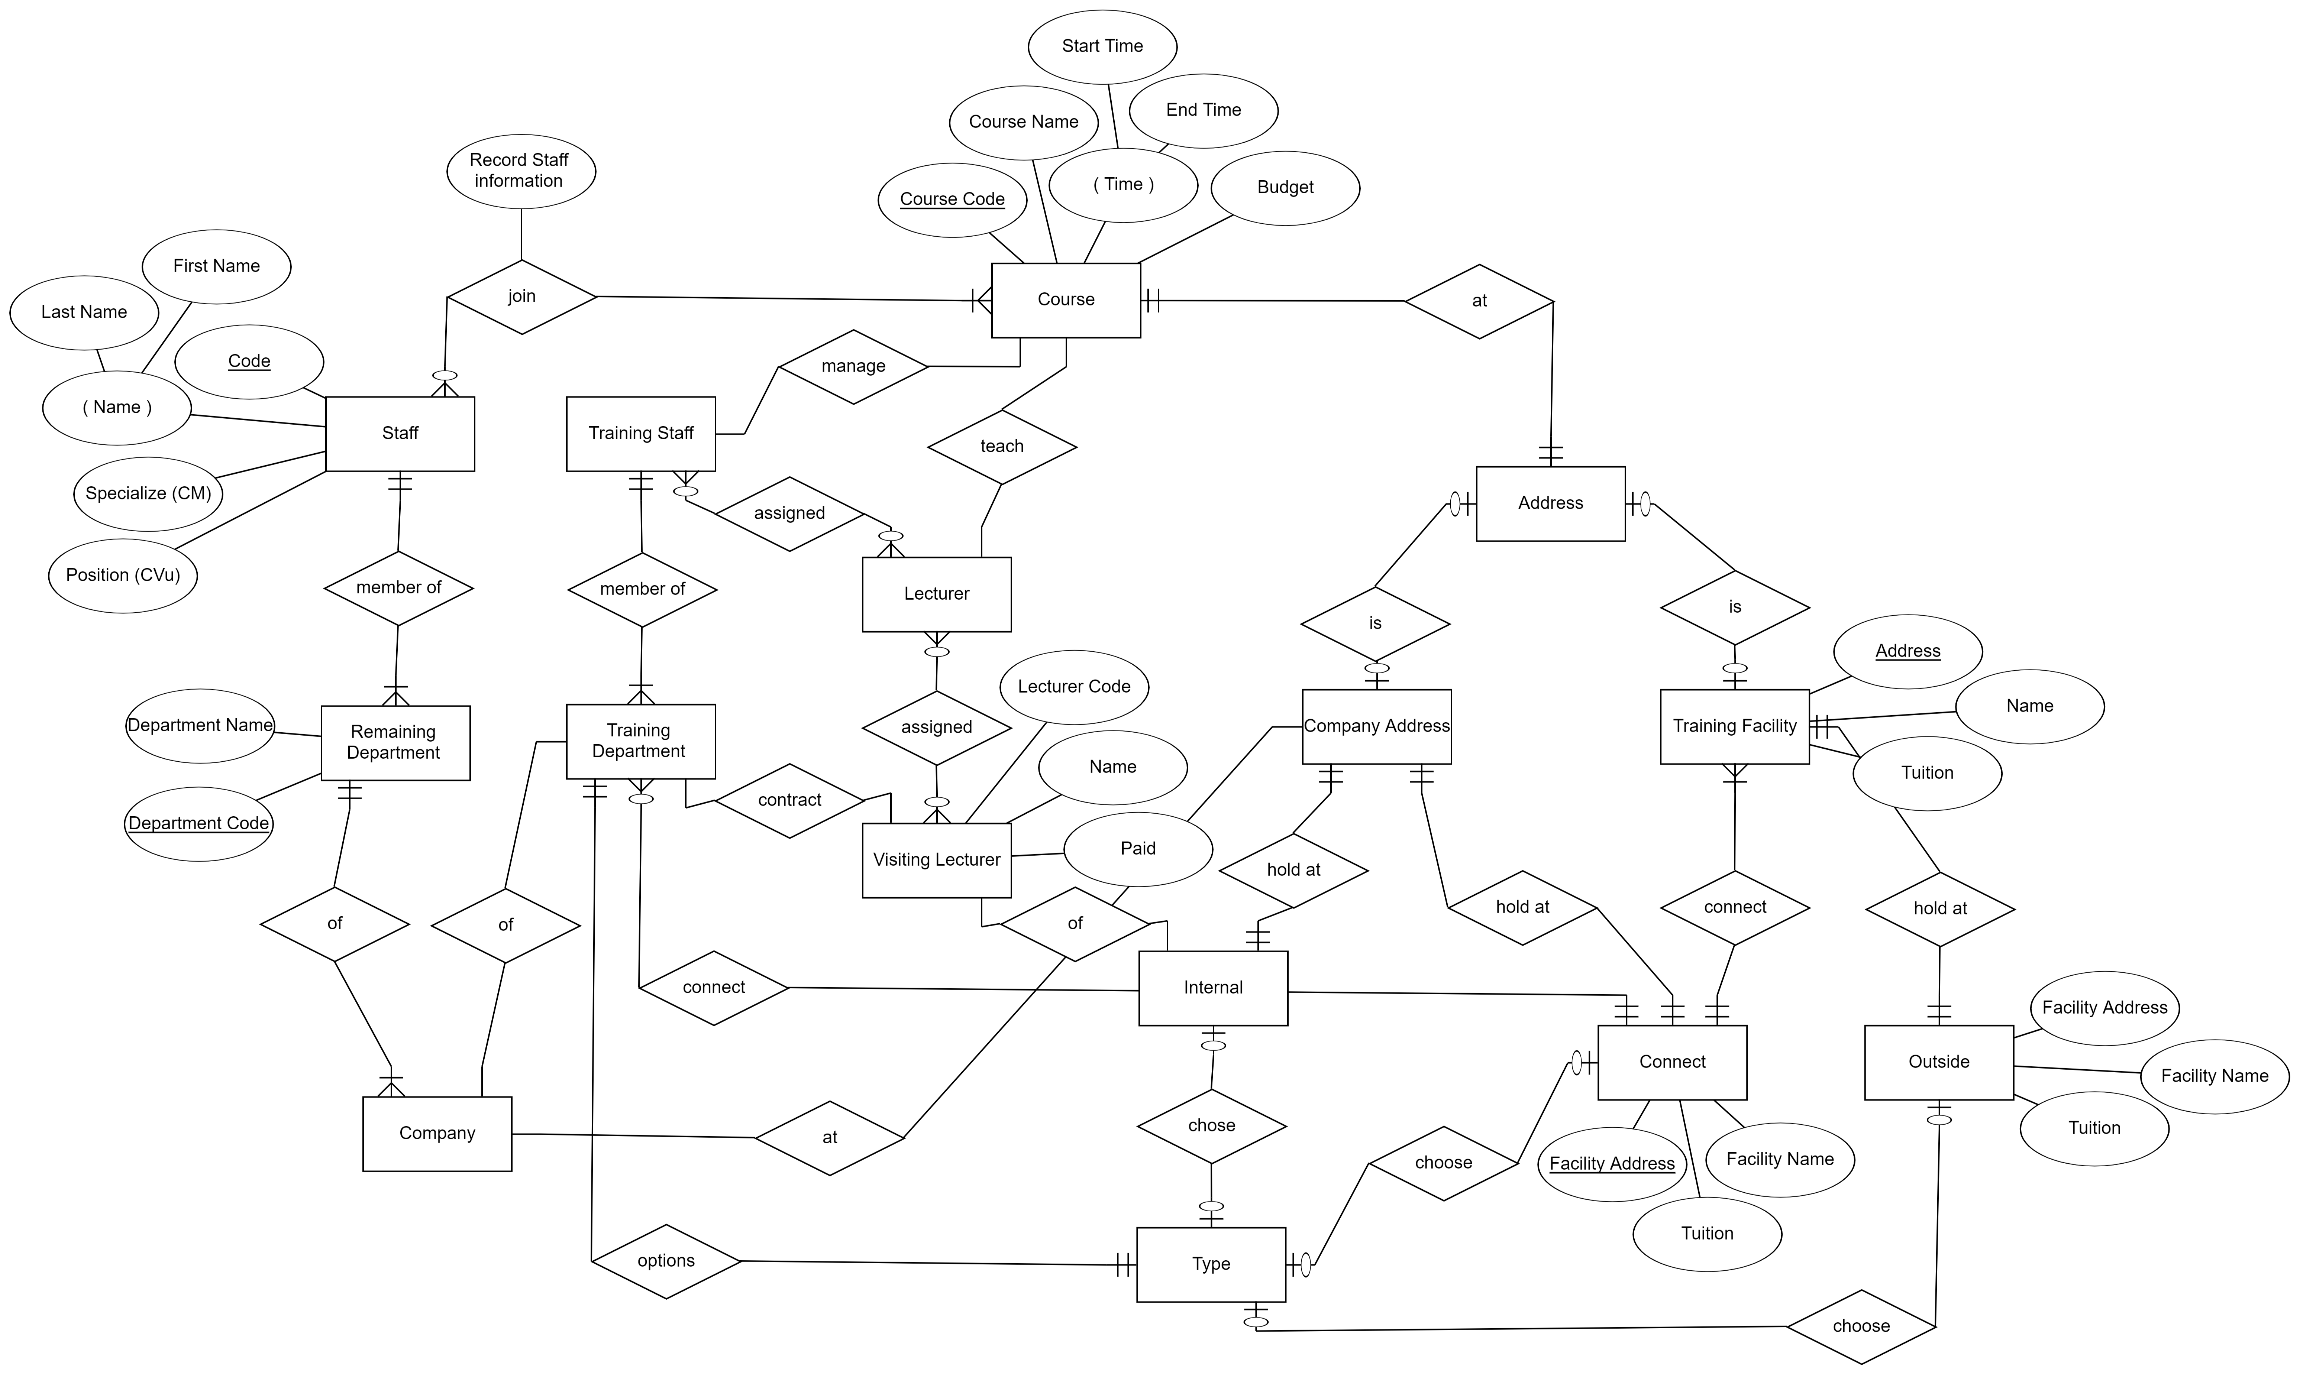 Start Time
End Time
Course Name
Record Staff
information
( Time )
Budget
Course Code
First Name
Last Name
join
Course
at
Code
manage
( Name )
Staff
Training Staff
teach
Specialize (CM)
assigned
Address
Position (CVu)
member of
member of
Lecturer
is
is
Address
Lecturer Code
Name
Department Name
Remaining
Department
Training
Department
assigned
Company Address
Training Facility
Name
Tuition
contract
Department Code
Paid
Visiting Lecturer
hold at
hold at
connect
hold at
of
of
of
connect
Internal
Facility Address
Connect
Outside
Facility Name
chose
Company
at
choose
Facility Address
Facility Name
Tuition
Tuition
options
Type
choose